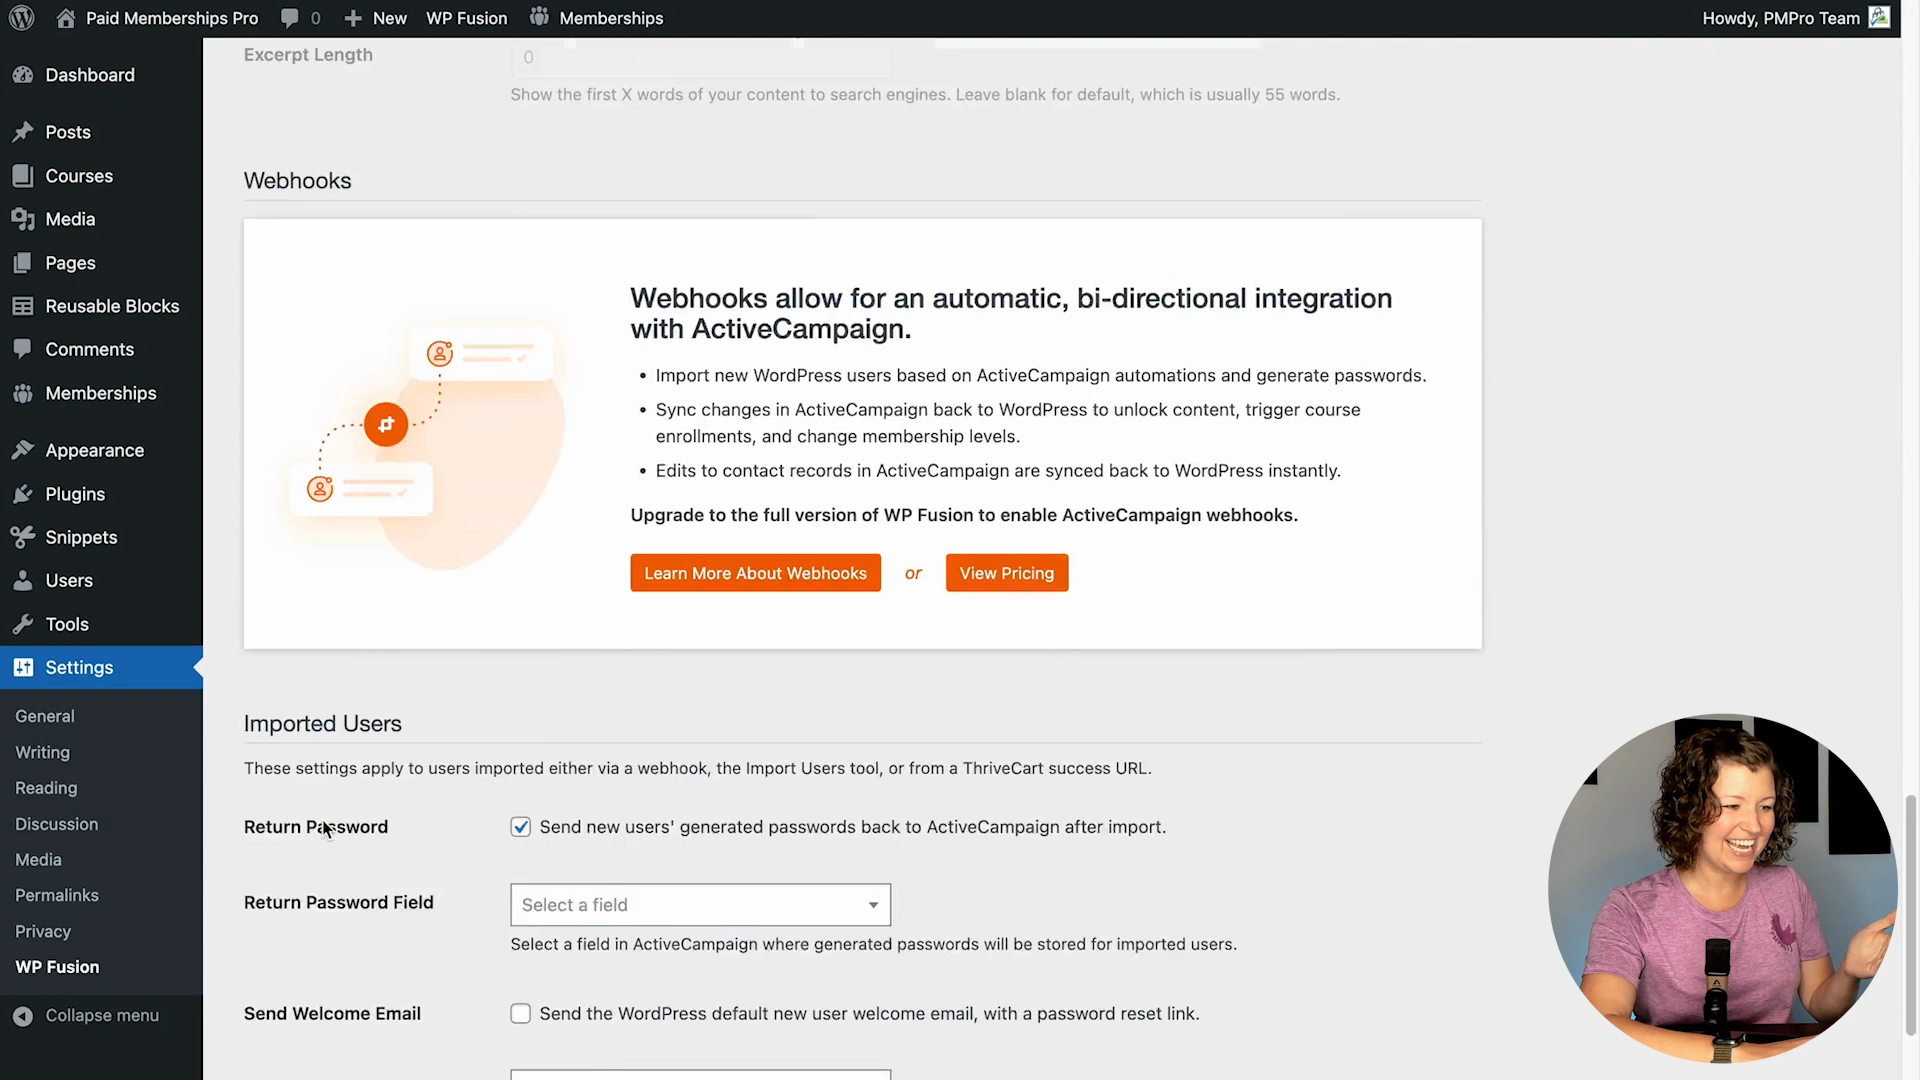 Paid Memberships Pro
0
New
WP Fusion
Memberships
Howdy, PMPro Team
Dashboard
Posts
Courses
Media
Pages
Reusable Blocks
Comments
Memberships
Appearance
Plugins
Snippets
Users
Tools
Settings
General
Writing
Reading
Discussion
Media
Permalinks
Privacy
WP Fusion
Collapse menu
Excerpt Length
0
Show the first X words of your content to search engines. Leave blank for default, which is usually 55 words.
Webhooks
Webhooks allow for an automatic, bi-directional integration
with ActiveCampaign.
• Import new WordPress users based on ActiveCampaign automations and generate passwords.
• Sync changes in ActiveCampaign back to WordPress to unlock content, trigger course
enrollments, and change membership levels.
• Edits to contact records in ActiveCampaign are synced back to WordPress instantly.
Upgrade to the full version of WP Fusion to enable ActiveCampaign webhooks.
Learn More About Webhooks
or
View Pricing
Imported Users
These settings apply to users imported either via a webhook, the Import Users tool, or from a ThriveCart success URL.
Return Password
Send new users' generated passwords back to ActiveCampaign after import.
Return Password Field
Select a field
Select a field in ActiveCampaign where generated passwords will be stored for imported users.
Send Welcome Email
Send the WordPress default new user welcome email, with a password reset link.